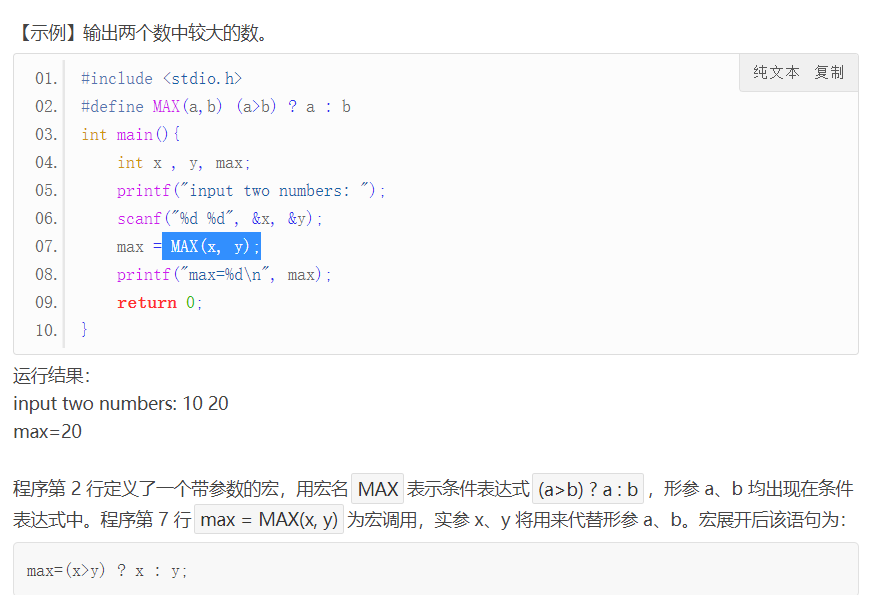 【示例】输出两个数中较大的数。
纯文本 复制
01. #include <stdio.h>
02. #define MAX(a,b) (a>b) ? a : b
03. int main(){
04. int x , y, max;
05. printf("input two numbers: ");
06. scanf("%d %d", &x, &y);
07. max = MAX(x, y);
08. printf("max=%d\n", max);
09. return 0;
10. }
运行结果：
input two numbers: 10 20
max=20
程序第 2 行定义了一个带参数的宏，用宏名 MAX 表示条件表达式 (a>b) ? a : b ，形参 a、b 均出现在条件
表达式中。程序第 7 行 max = MAX(x, y) 为宏调用，实参 x、y 将用来代替形参 a、b。宏展开后该语句为：
max=(x>y) ? x : y;